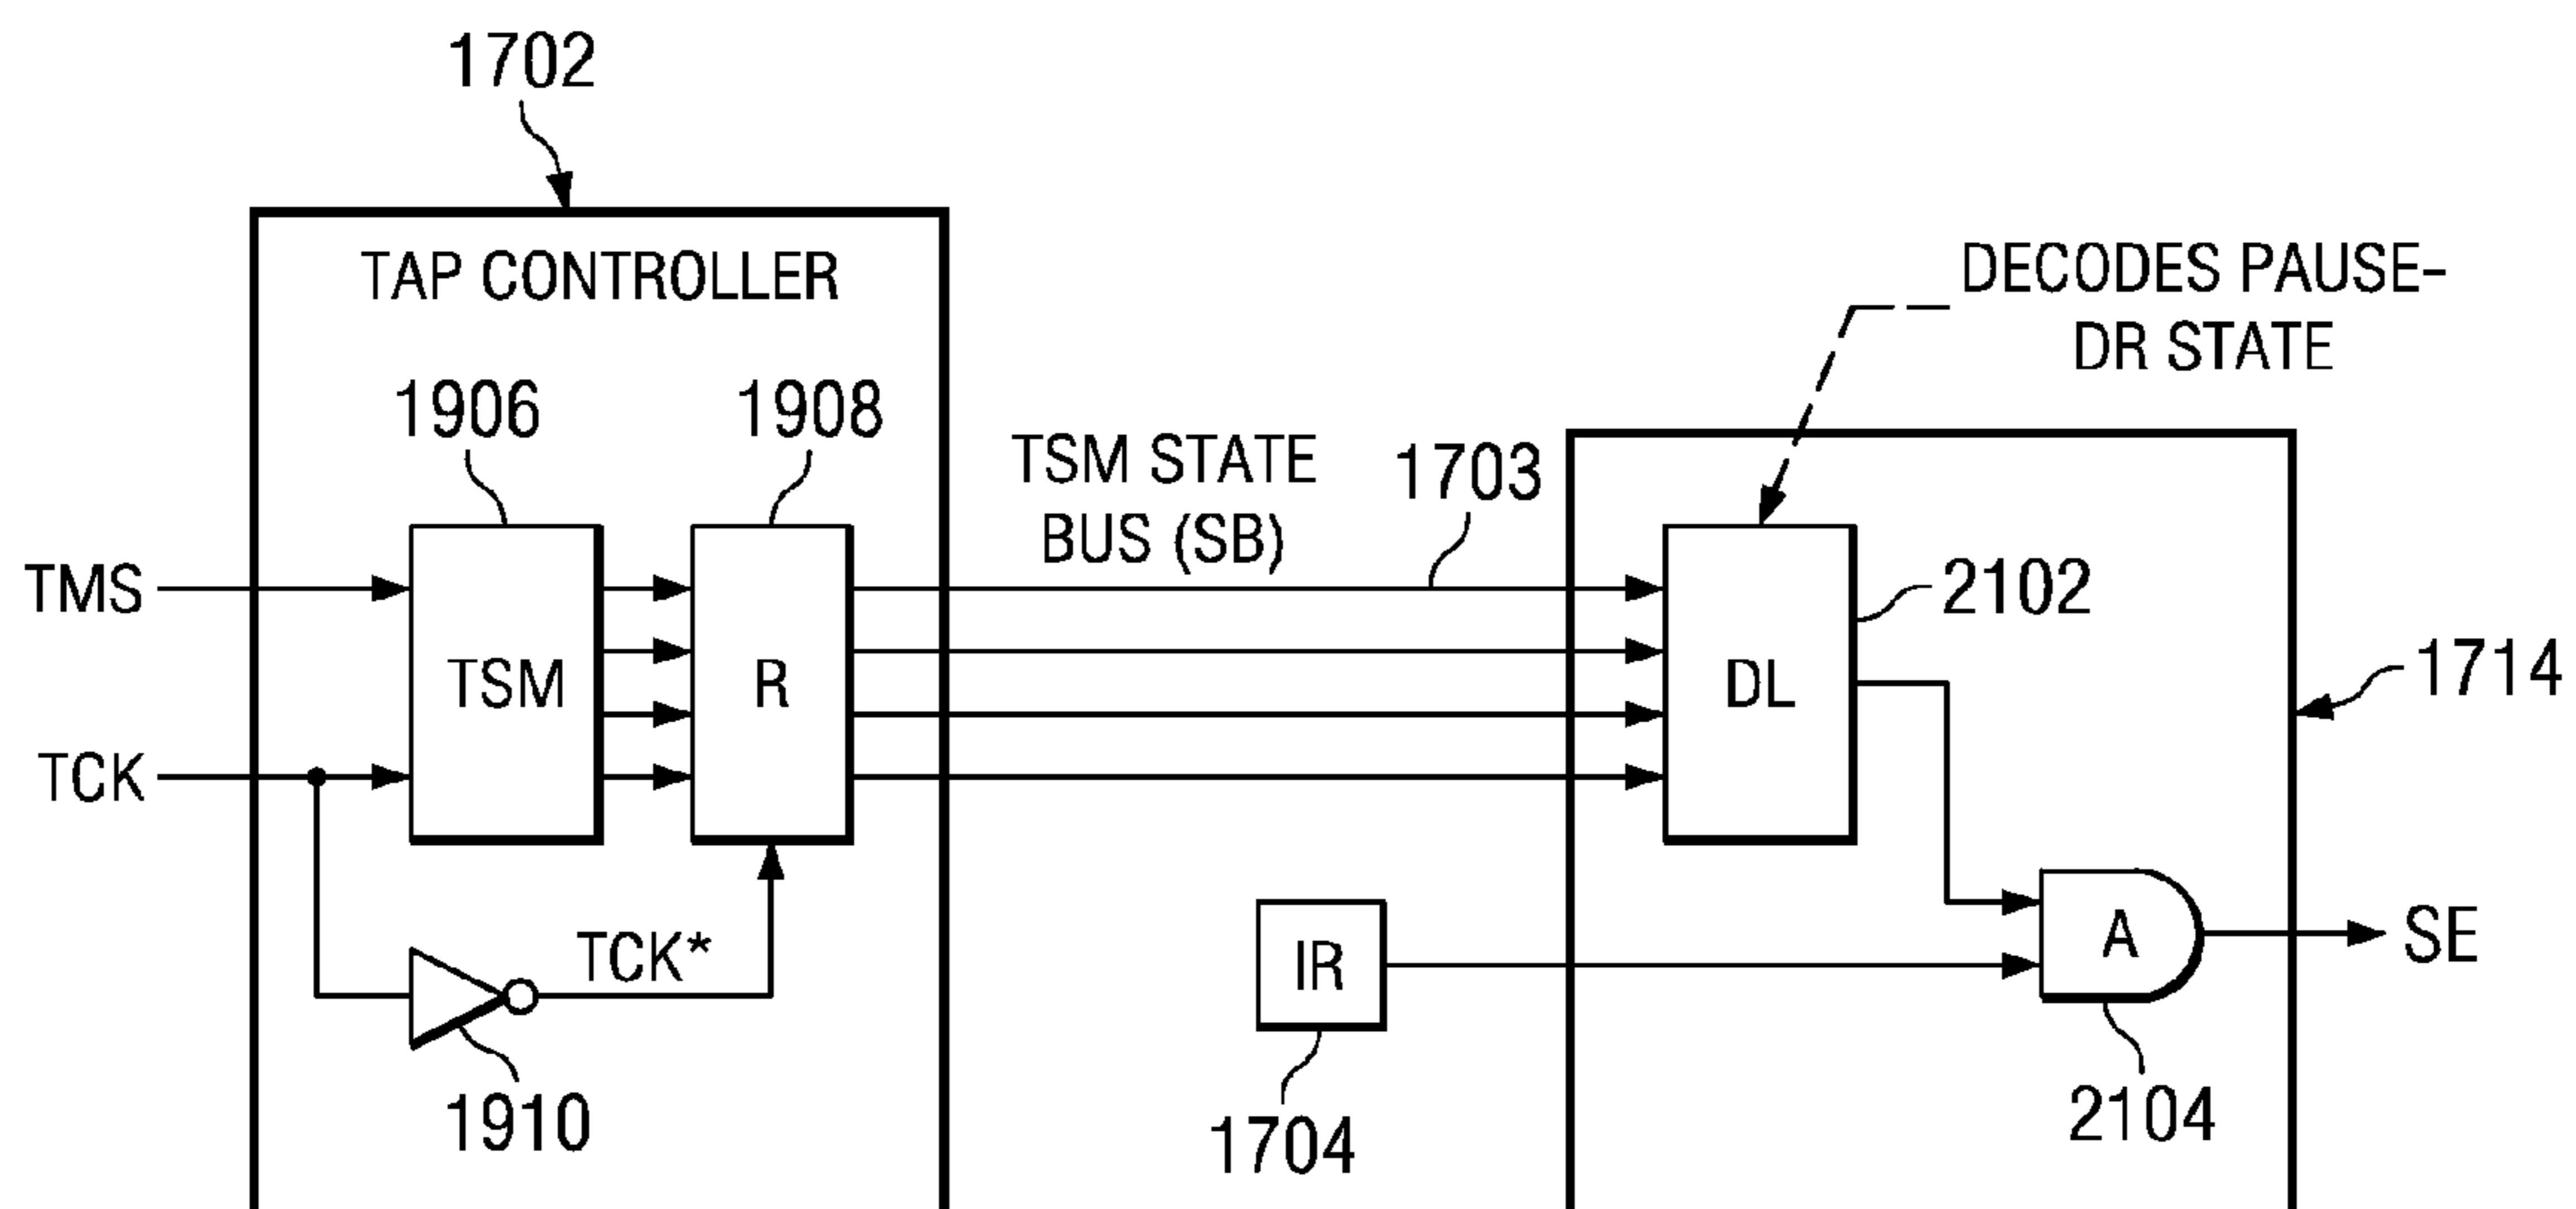 1702
TAP CONTROLLER
DECODES PAUSE-
DR STATE
1906
1908
TSM STATE
BUS (SB)
1703
TMS
TSM
R
DL
2102
1714
TCK
TCK*
IR
A
SE
1910
1704
2104